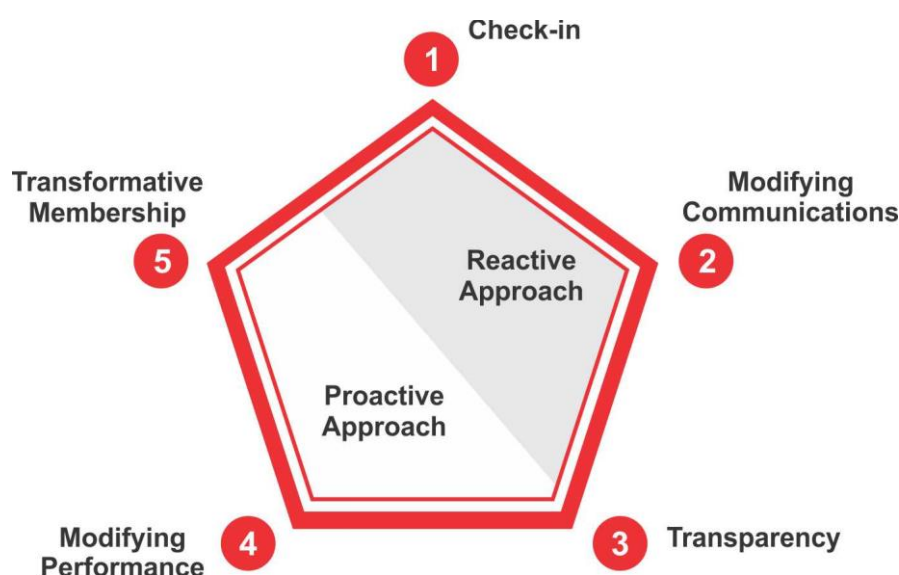 1
Check-in
Modifying
Communications
2
Transparency
3
Modifying
Performance
4
Transformative
Membership
5
Reactive
Approach
Proactive
Approach